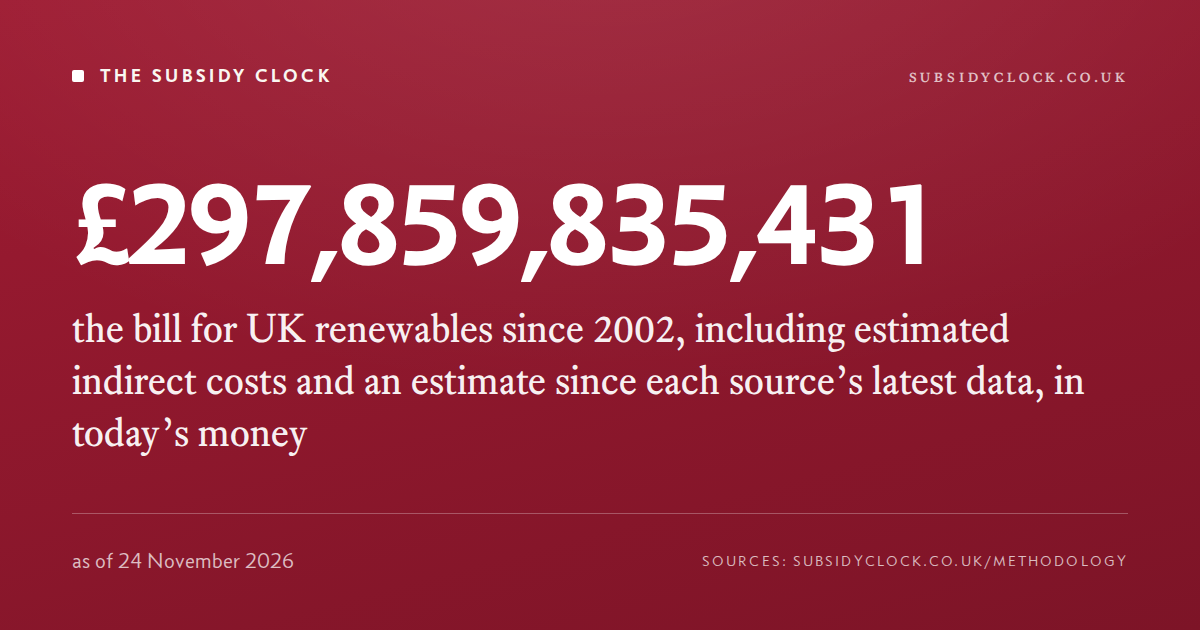 THE SUBSIDY CLOCK
SUBSIDYCLOCK.CO.UK
£297,859,835,431
the bill for UK renewables since 2002, including estimated
indirect costs and an estimate since each source’s latest data, in
today’s money
as of 24 November 2026
SOURCES: SUBSIDYCLOCK.CO.UK/METHODOLOGY